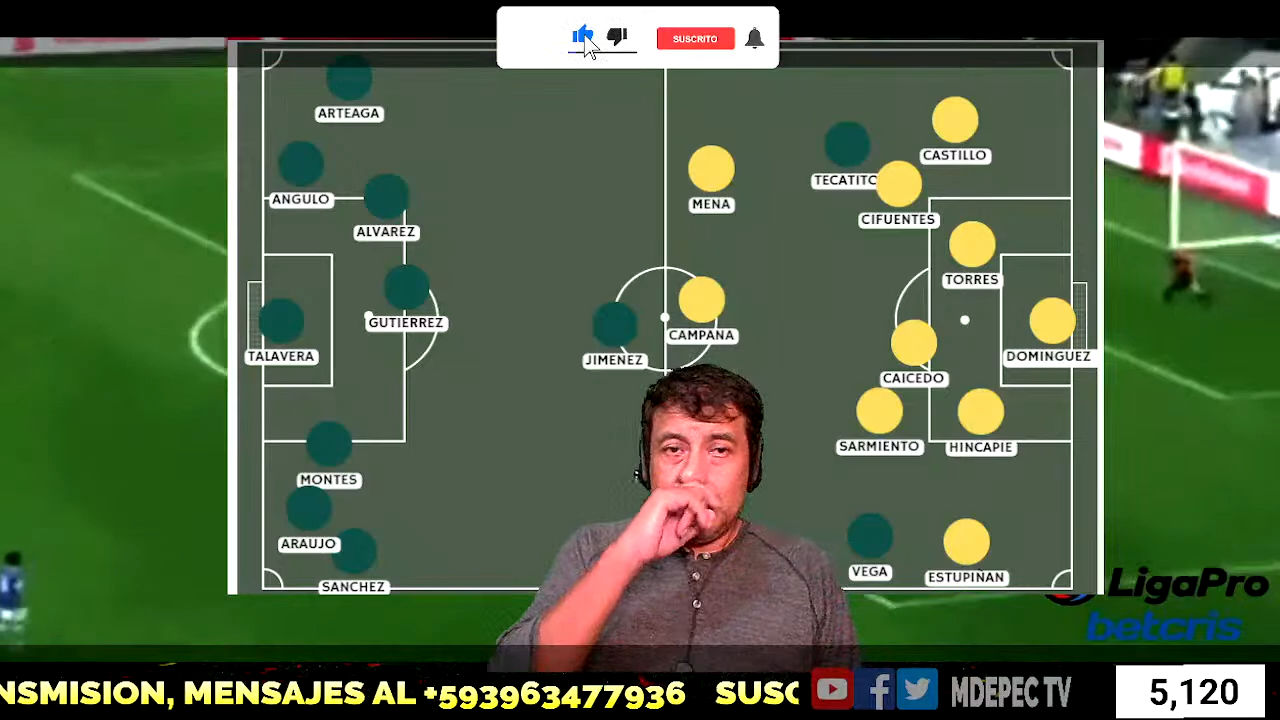 SUSCRITO
ARTEAGA
CASTILLO
TECATITC
ANGULO
MENA
CIFUENTES
ALVAREZ
TORRES
GUTIERREZ
CAMPANA
TALAVERA
JIMENEZ
DOMINGUEZ
CAICEDO
SARMIENTO
HINCAPIE
MONTES
ARAUJO
VEGA
ESTUPINAN
SANCHEZ
LigaPro
betcris
NSMISION, MENSAJES AL +593963477936 SUSC
MDEPEC TV
5,120